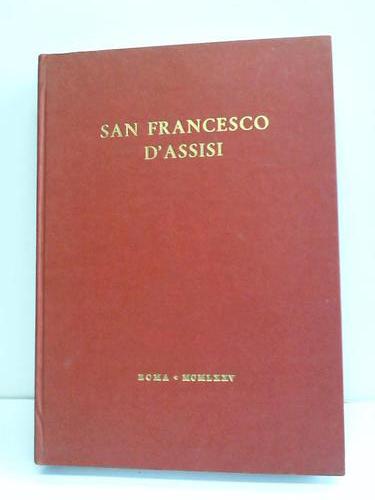 SAN FRANCESCO
D'ASSISI
ROMA • MCMLXXV